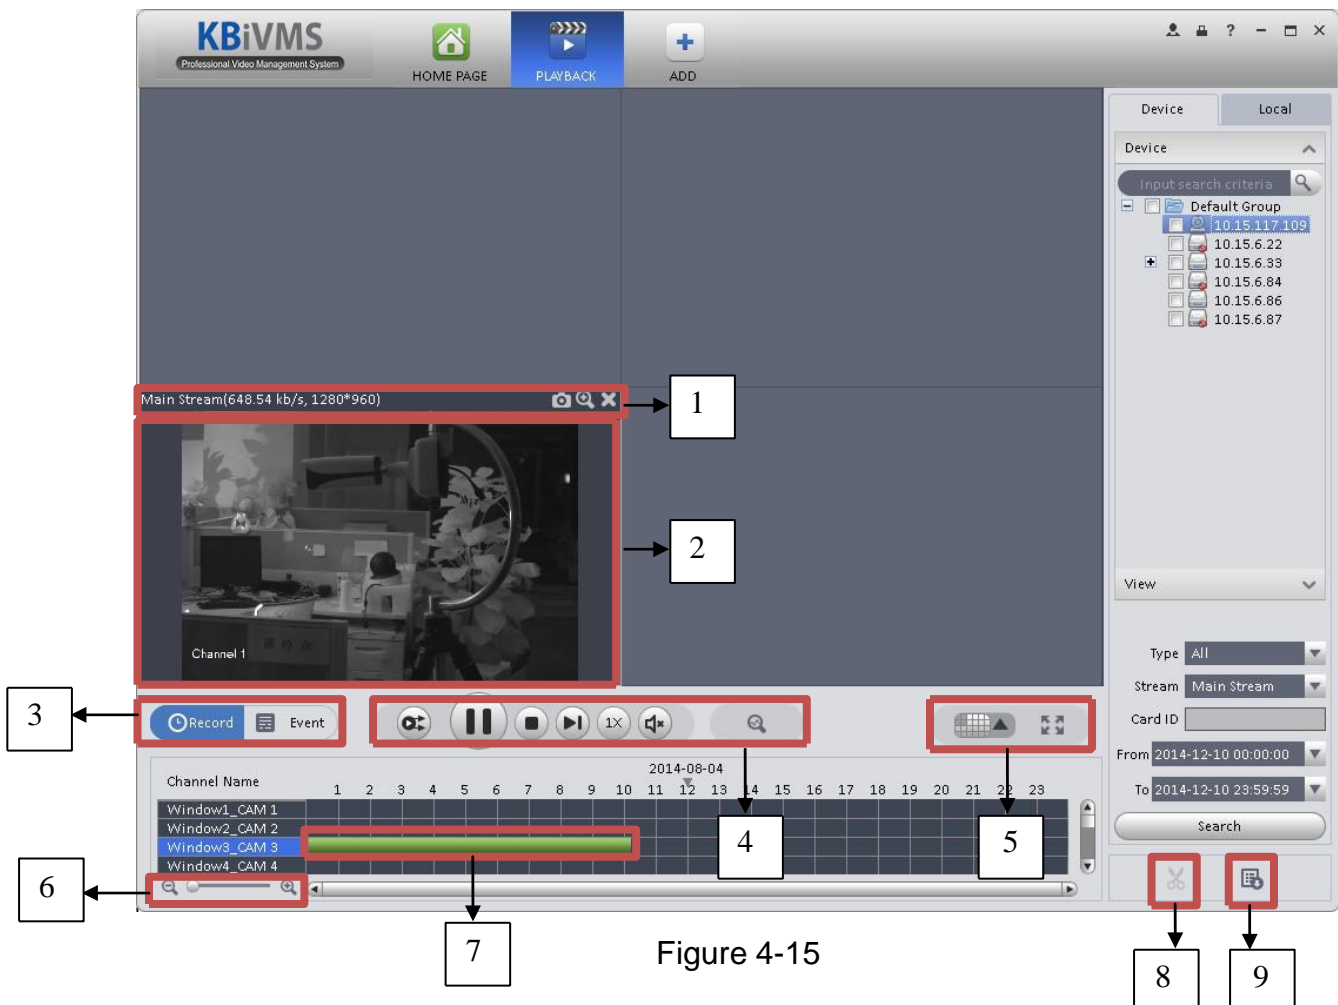 KBiVMS
Professional Video Management System
HOME PAGE
PLAYBACK
ADD
?
Device
Local
Device
Input search criteria
Default Group
10.15.117.109
10.15.6.22
10.15.6.33
10.15.6.84
10.15.6.86
10.15.6.87
Main Stream(648.54 kb/s, 1280*960)
1
2
Channel 1
View
Type All
Stream Main Stream
Card ID
From 2014-12-10 00:00:00
To 2014-12-10 23:59:59
Search
3
Record
Event
1X
2014-08-04
Channel Name
1 2 3 4 5 6 7 8 9 10 11 12 13 14 15 16 17 18 19 20 21 22 23
Window1_CAM 1
Window2_CAM 2
Window3_CAM 3
Window4_CAM 4
4
5
6
7
8
9
Figure 4-15